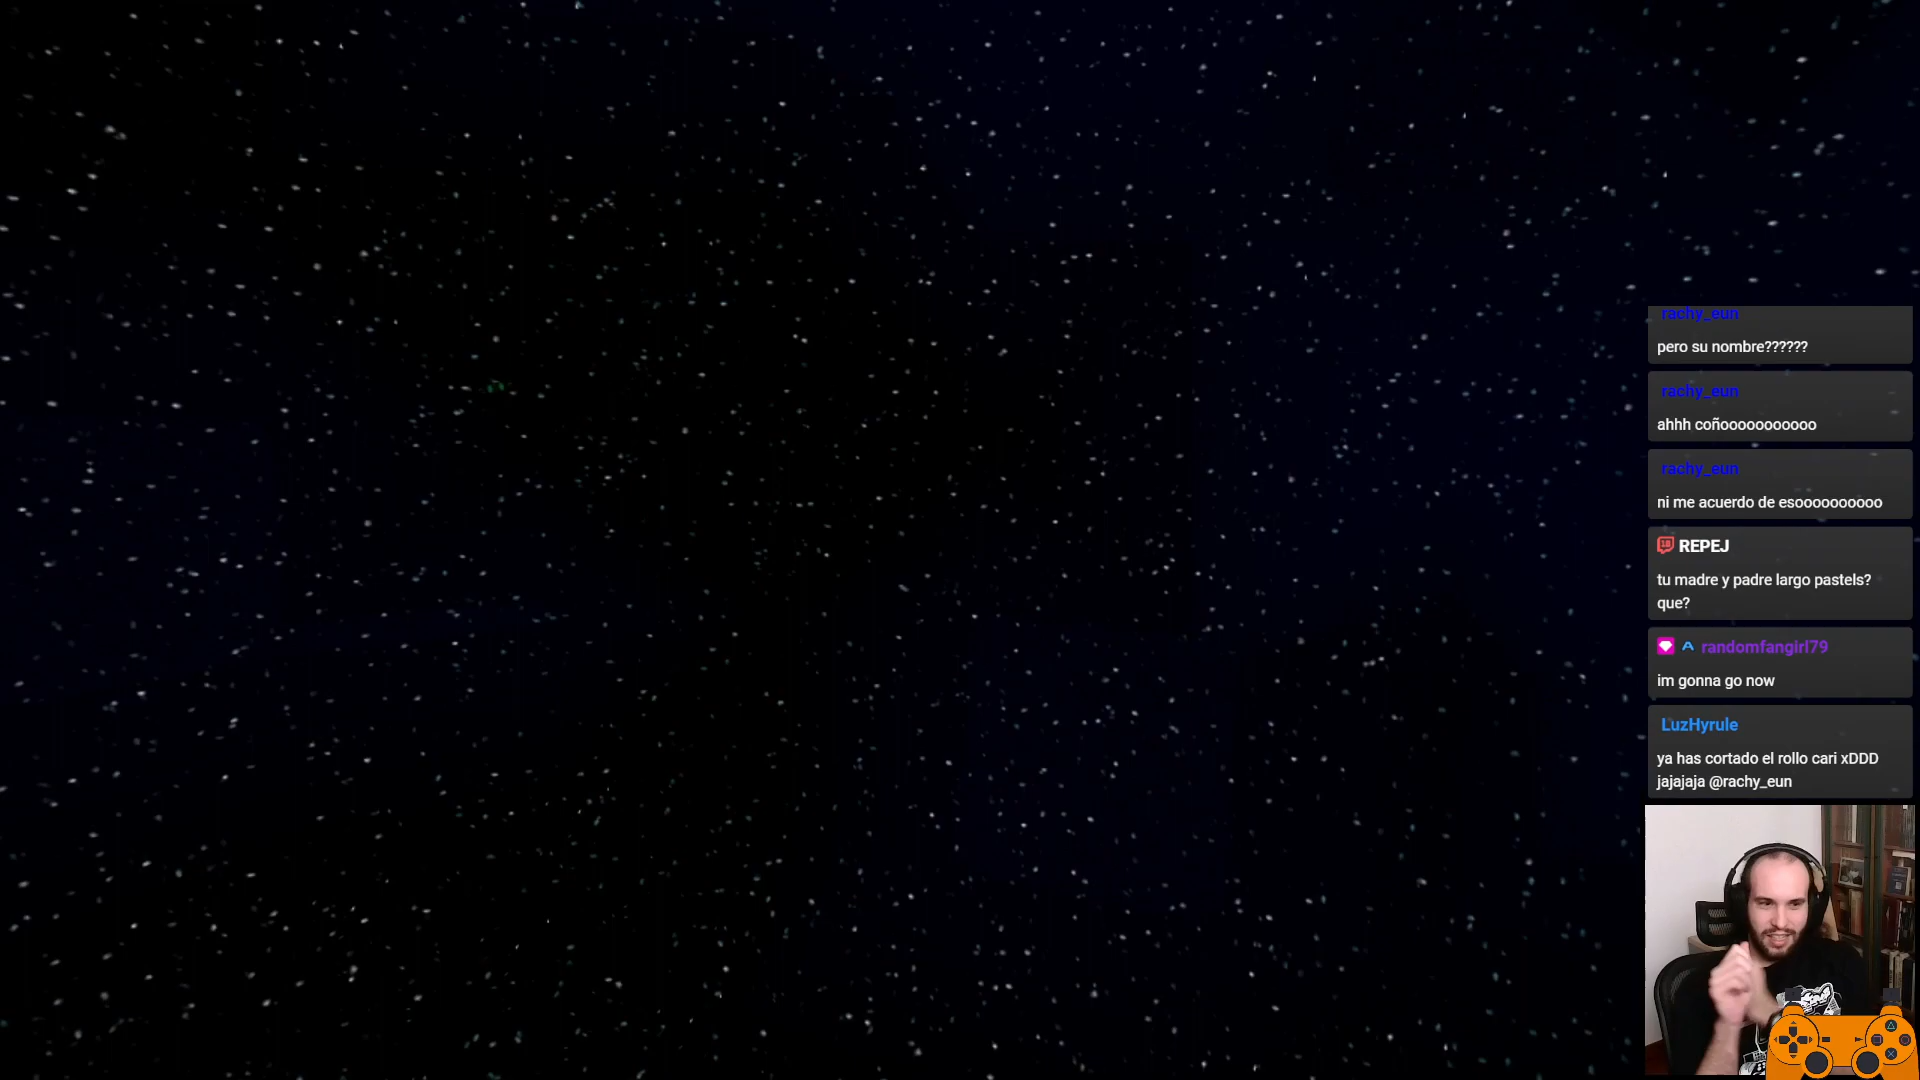 rachy_eun
pero su nombre??????
rachy_eun
ahhh coñooooooooooo
rachy_eun
ni me acuerdo de esoooooooooo
REPEJ
tu madre y padre largo pastels?
que?
randomfangirl79
im gonna go now
LuzHyrule
ya has cortado el rollo cari xDDD
jajajaja @rachy_eun